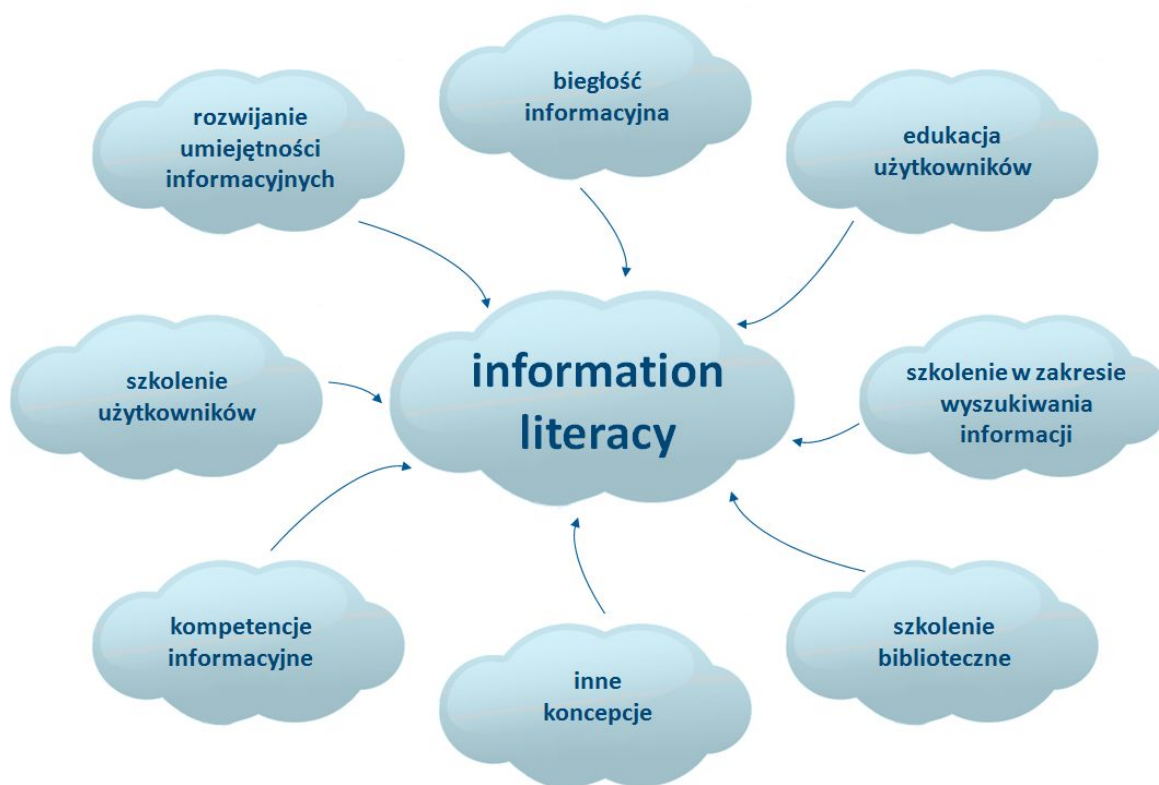 biegłość
informacyjna
rozwijanie
umiejętności
informacyjnych
edukacja
użytkowników
information
literacy
szkolenie
użytkowników
szkolenie w zakresie
wyszukiwania
informacji
kompetencje
informacyjne
inne
koncepcje
szkolenie
biblioteczne